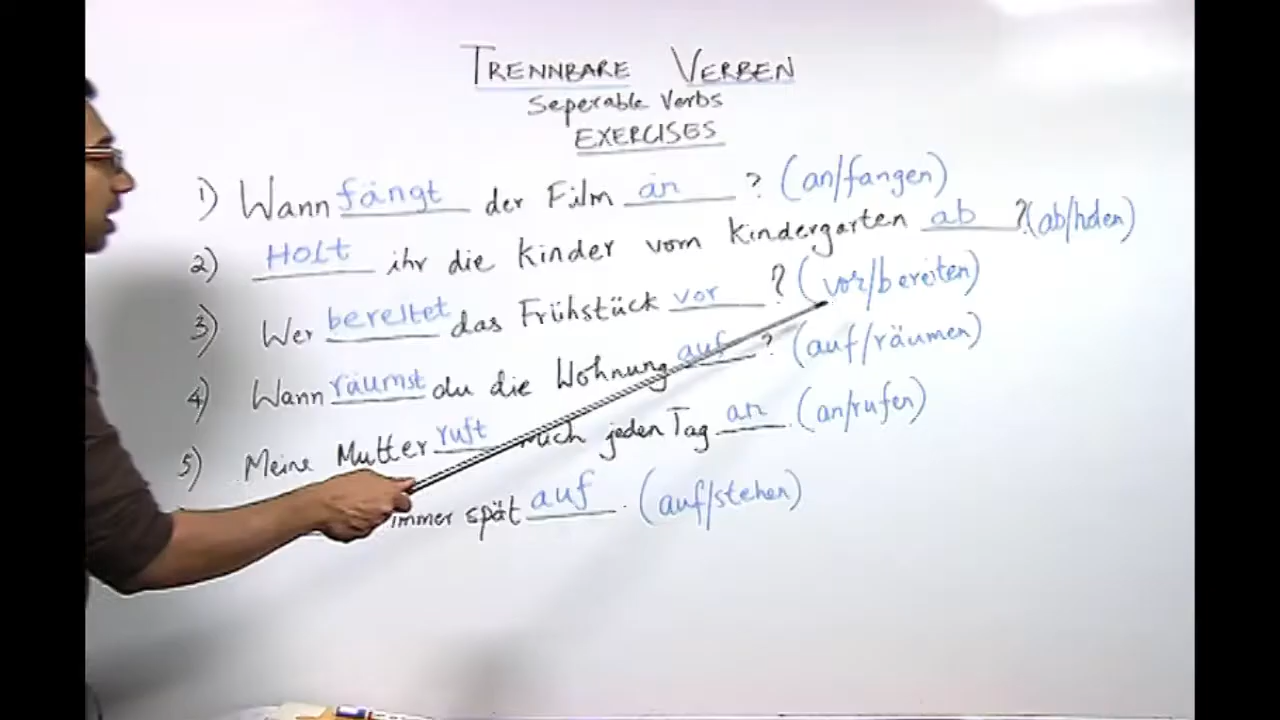 TRENNBARE VERBEN
Seperable Verbs
EXERCISES
1) Wann fängt der Film an ? (an/fangen)
2) HOLT ihr die Kinder vom Kindergarten ab ? (ab/holen)
3) Wer bereitet das Frühstück vor ? (vor/bereiten)
4) Wann räumst du die Wohnung auf ? (auf/räumen)
5) Meine Mutter ruft mich jeden Tag an (an/rufen)
immer spät auf . (auf/stehen)